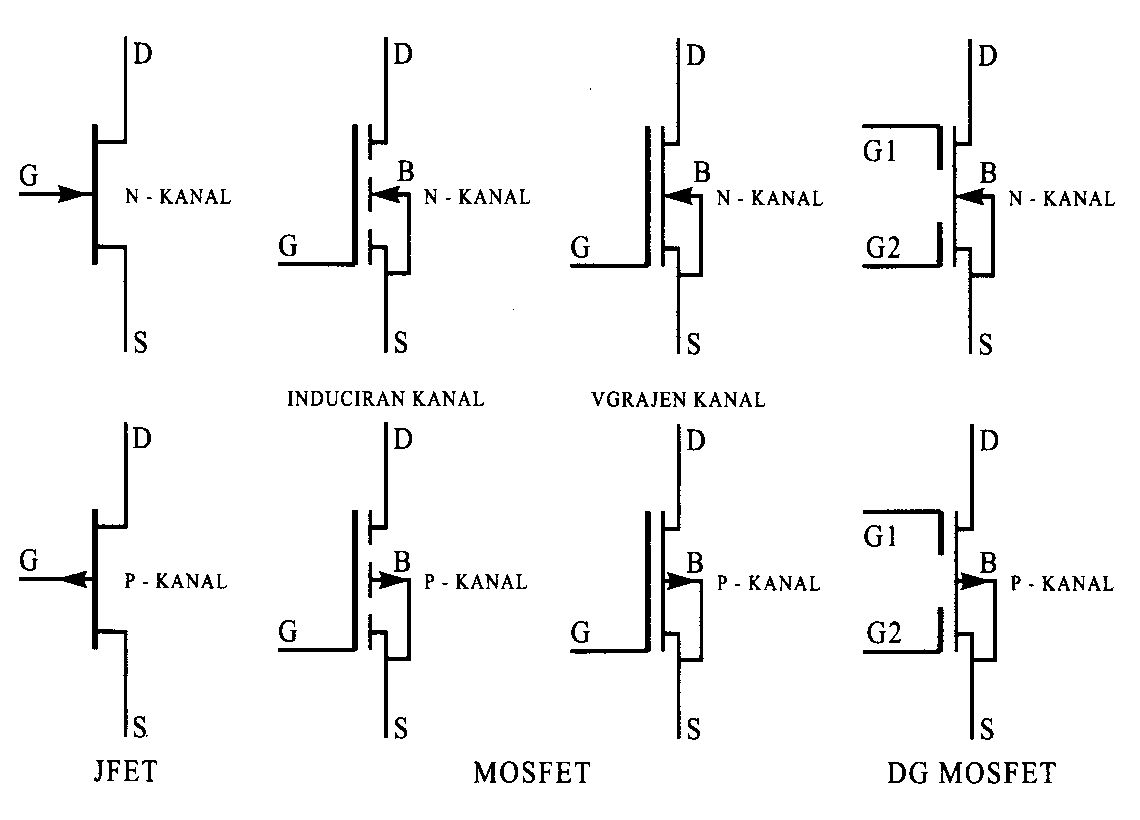 D D D D
G N - KANAL
B N - KANAL
G
B N - KANAL
G
G1 B N - KANAL
G2
S S S S
INDUCIRAN KANAL VGRAJEN KANAL
D D D D
G P - KANAL
B P - KANAL
G
B P - KANAL
G
G1 B P - KANAL
G2
S S S S
JFET MOSFET DG MOSFET